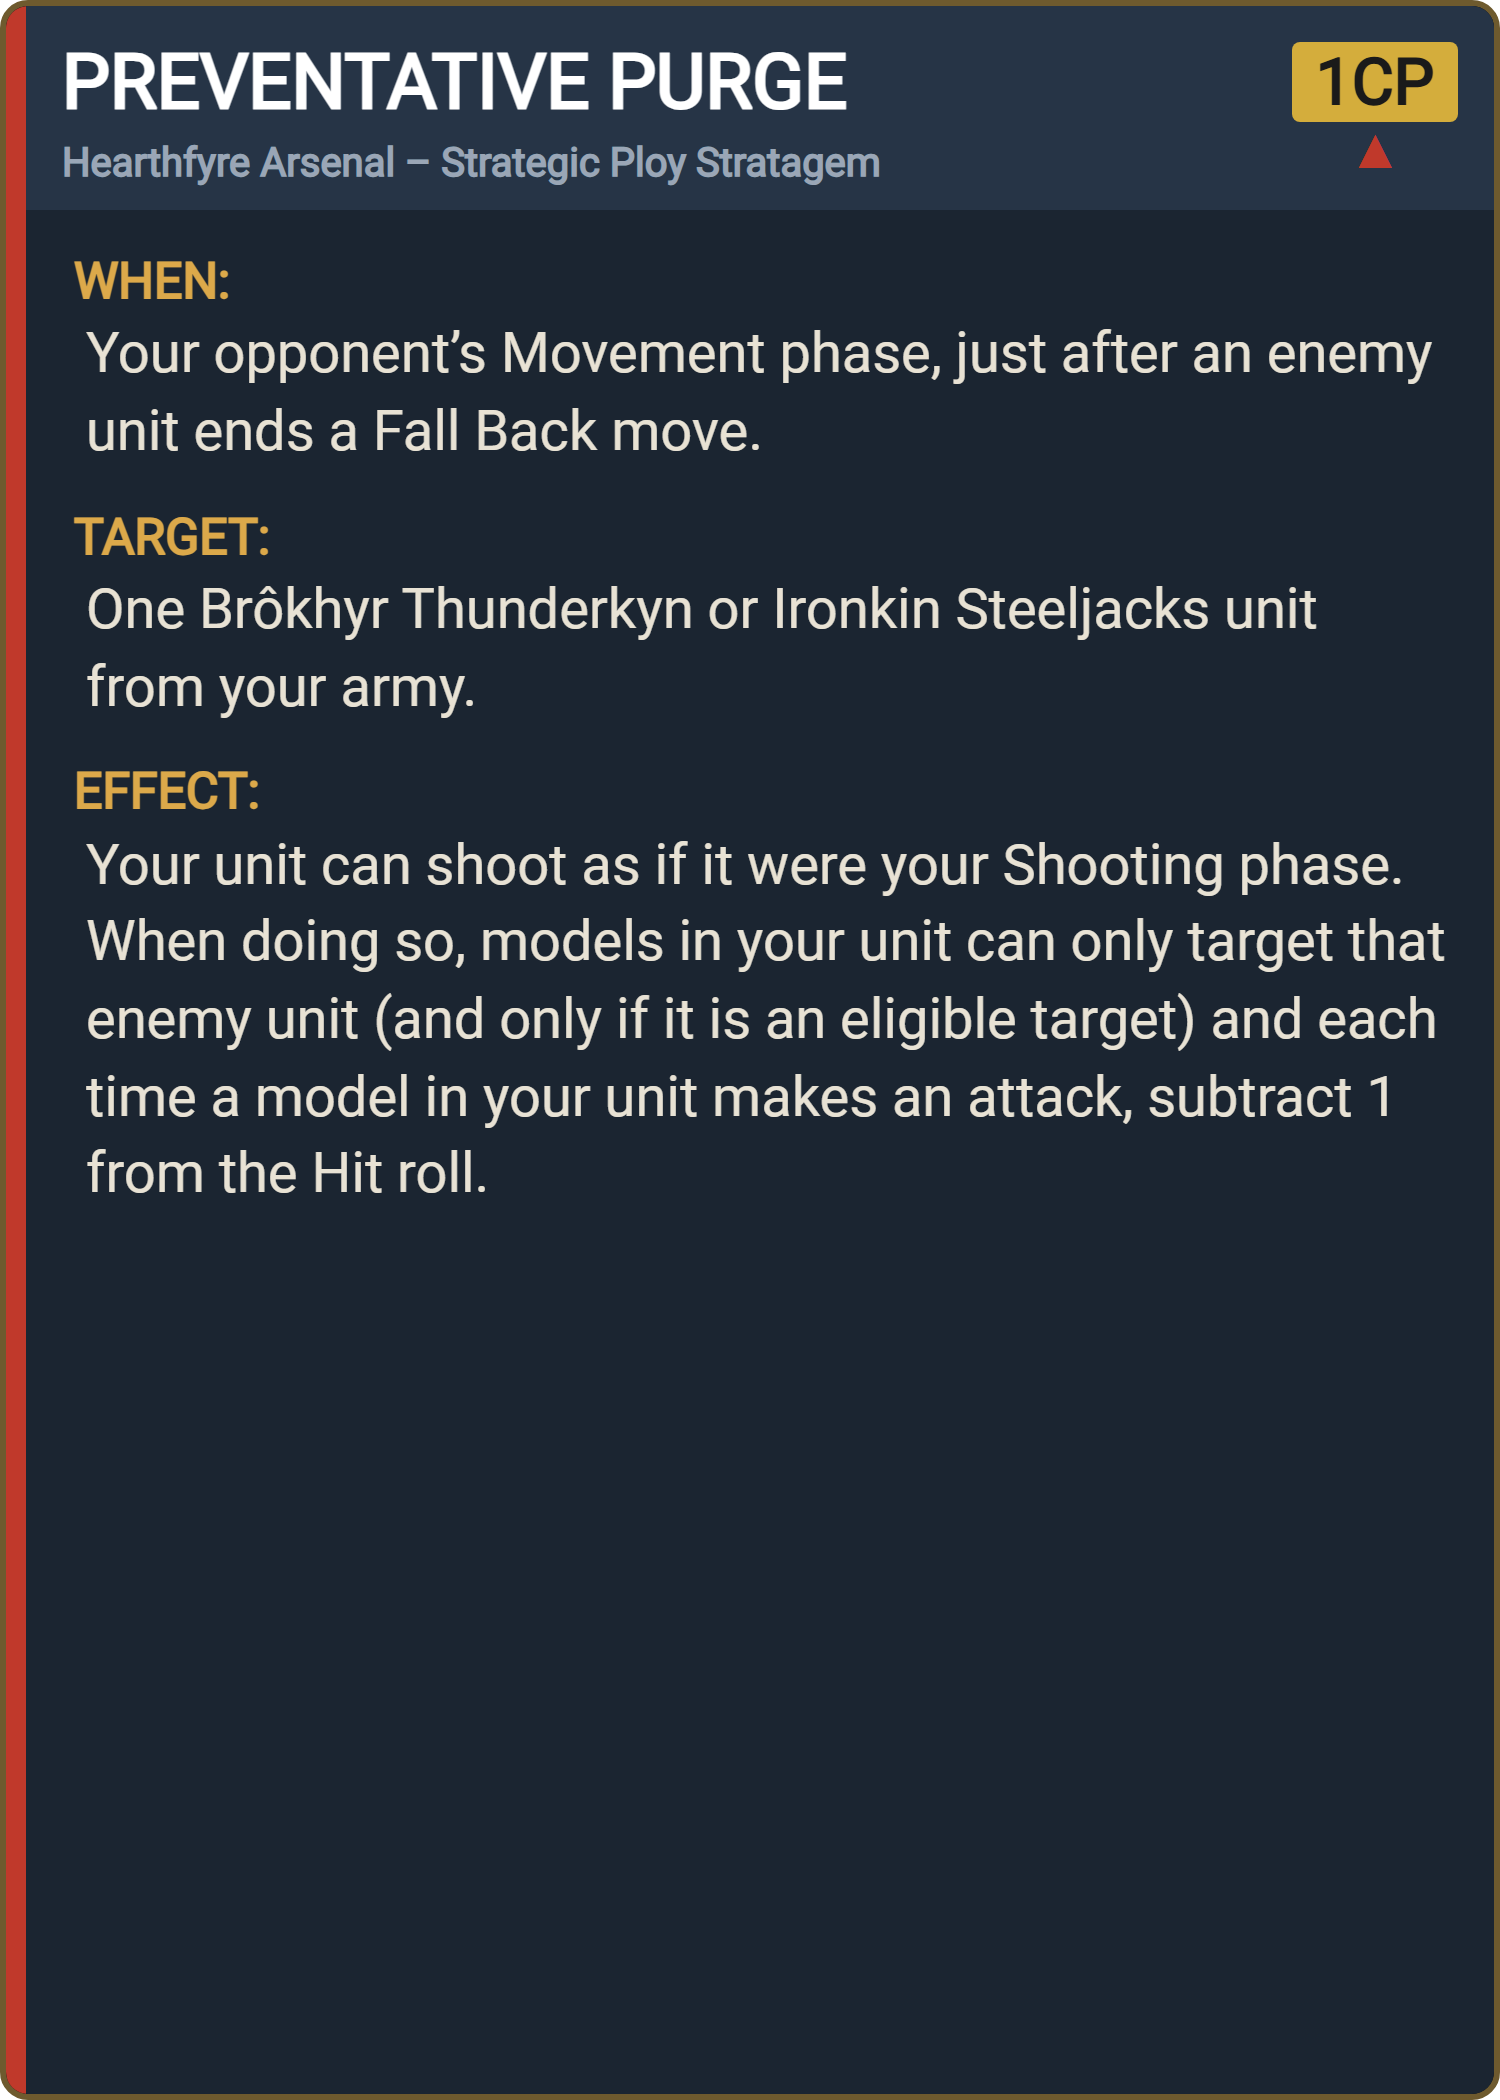 PREVENTATIVE PURGE
1CP
Hearthfyre Arsenal – Strategic Ploy Stratagem
WHEN:
Your opponent’s Movement phase, just after an enemy
unit ends a Fall Back move.
TARGET:
One Brôkhyr Thunderkyn or Ironkin Steeljacks unit
from your army.
EFFECT:
Your unit can shoot as if it were your Shooting phase.
When doing so, models in your unit can only target that
enemy unit (and only if it is an eligible target) and each
time a model in your unit makes an attack, subtract 1
from the Hit roll.